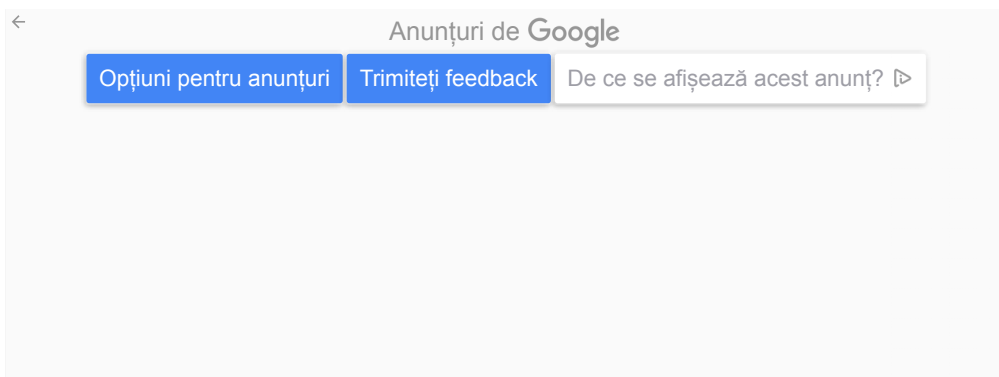 Anunțuri de Google
Opțiuni pentru anunțuri Trimiteți feedback De ce se afișează acest anunț?